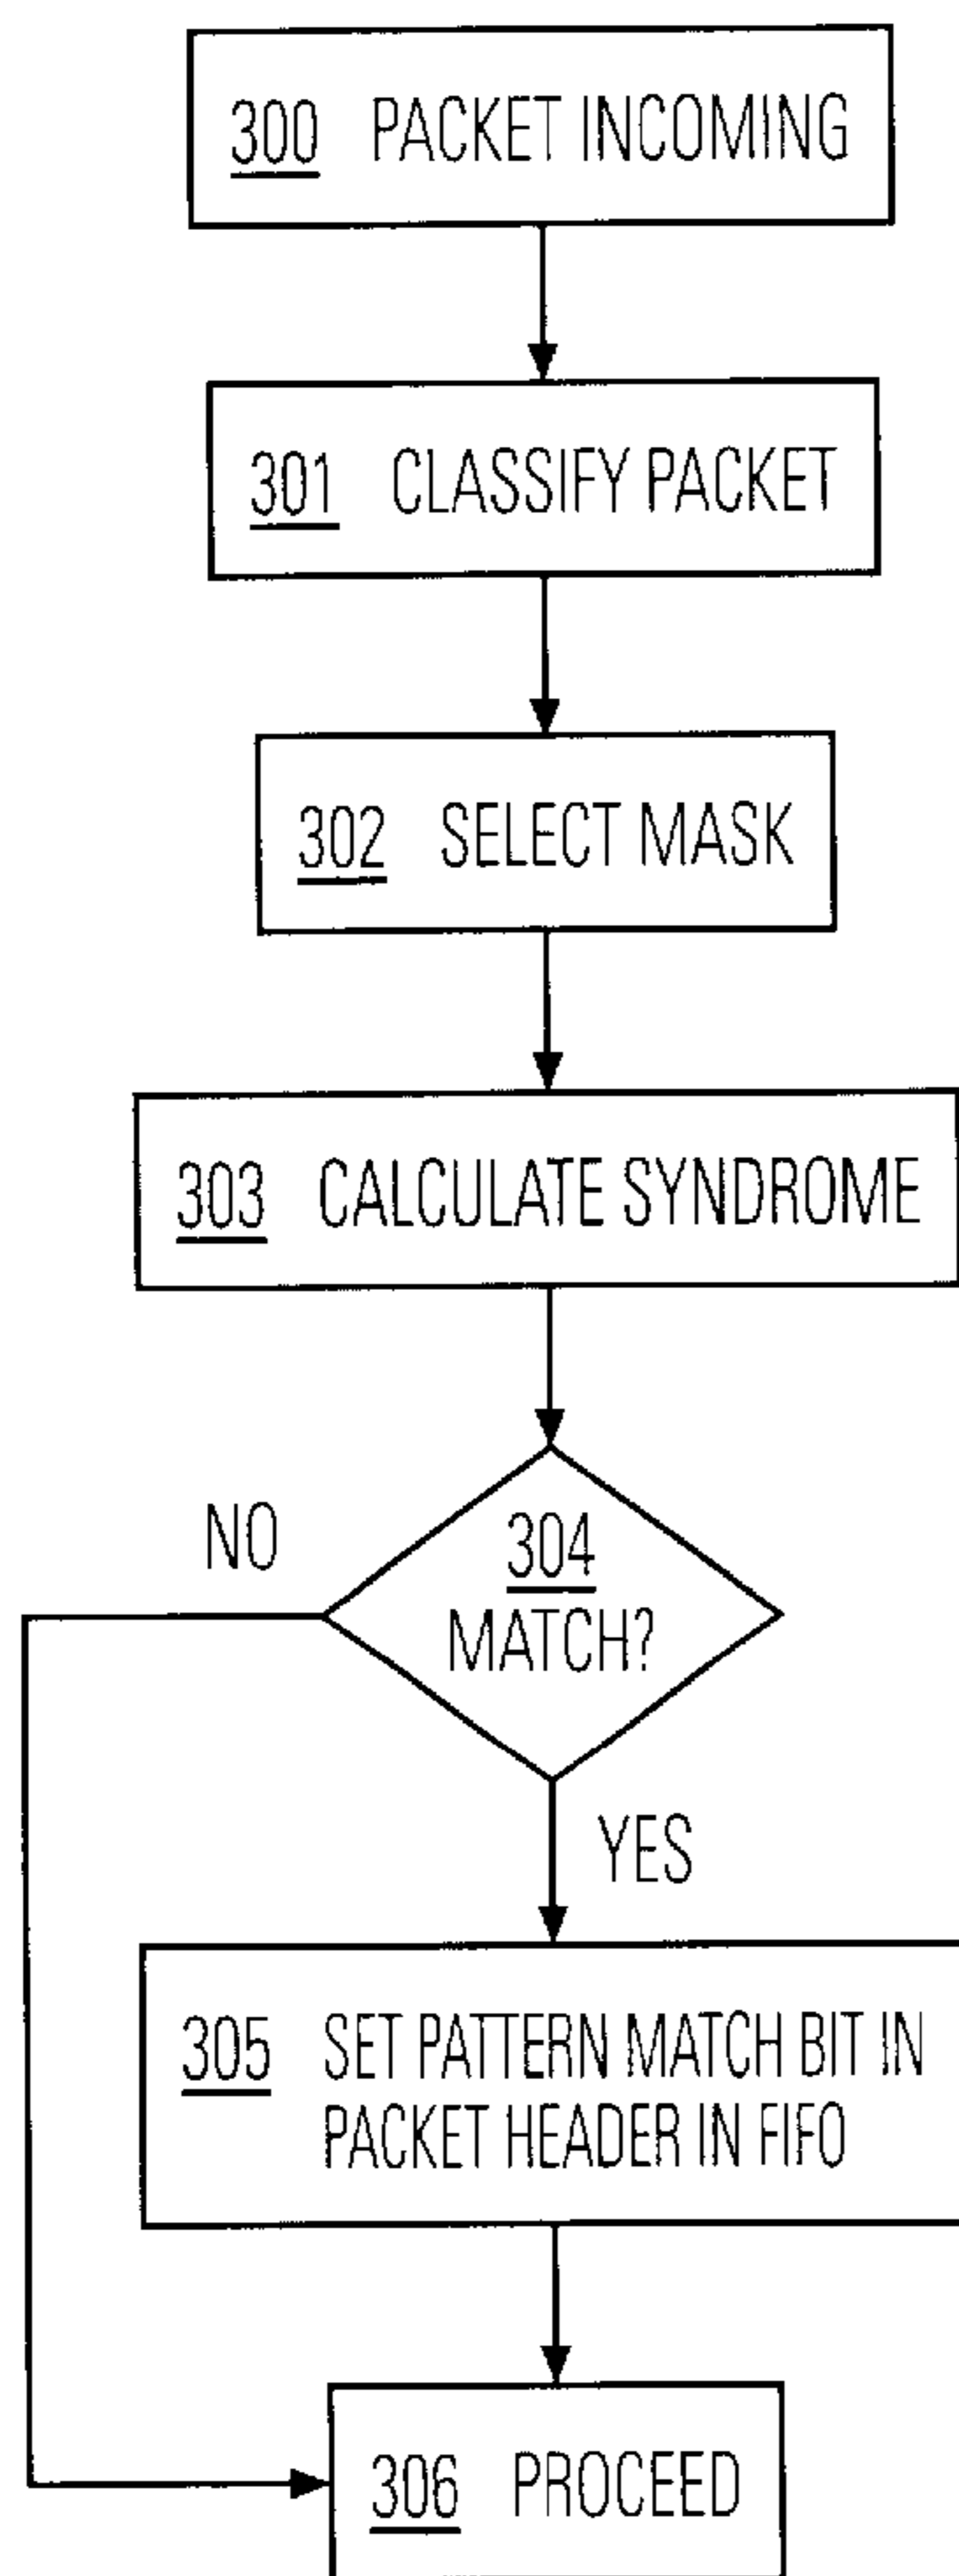 300 PACKET INCOMING
301 CLASSIFY PACKET
302 SELECT MASK
303 CALCULATE SYNDROME
NO
304
MATCH?
YES
305 SET PATTERN MATCH BIT IN
PACKET HEADER IN FIFO
306 PROCEED